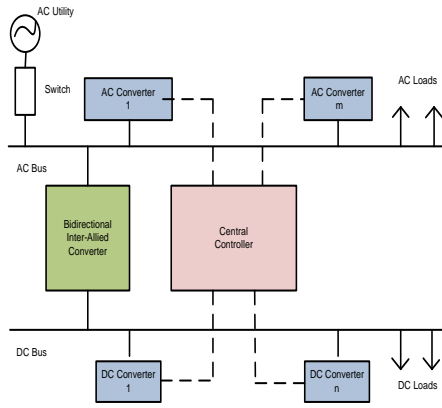 AC Utility
Switch
AC Converter
1
AC Converter
m
AC Loads
AC Bus
Bidirectional
Inter-Allied
Converter
Central
Controller
DC Bus
DC Converter
1
DC Converter
n
DC Loads